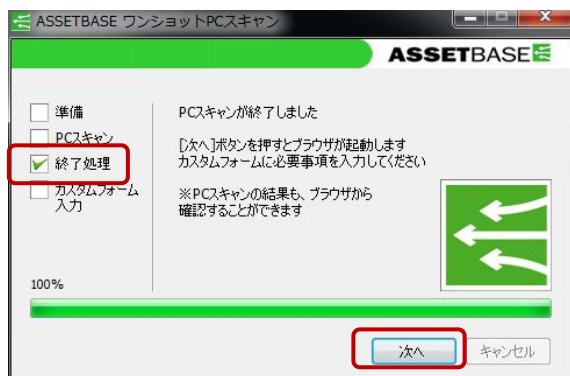 ASSETBASE ワンショットPCスキャン
ASSETBASE
準備
PCスキャン
終了処理
カスタムフォーム
入力
PCスキャンが終了しました
[次へ]ボタンを押すとブラウザが起動します
カスタムフォームに必要事項を入力してください
※PCスキャンの結果も、ブラウザから
確認することができます
100%
次へ
キャンセル